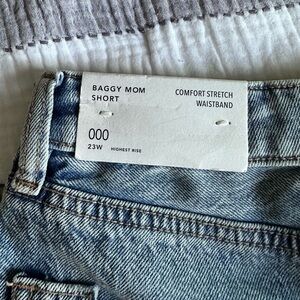 BAGGY MOM
SHORT
COMFORT STRETCH
WAISTBAND
000
23W HIGHEST RISE